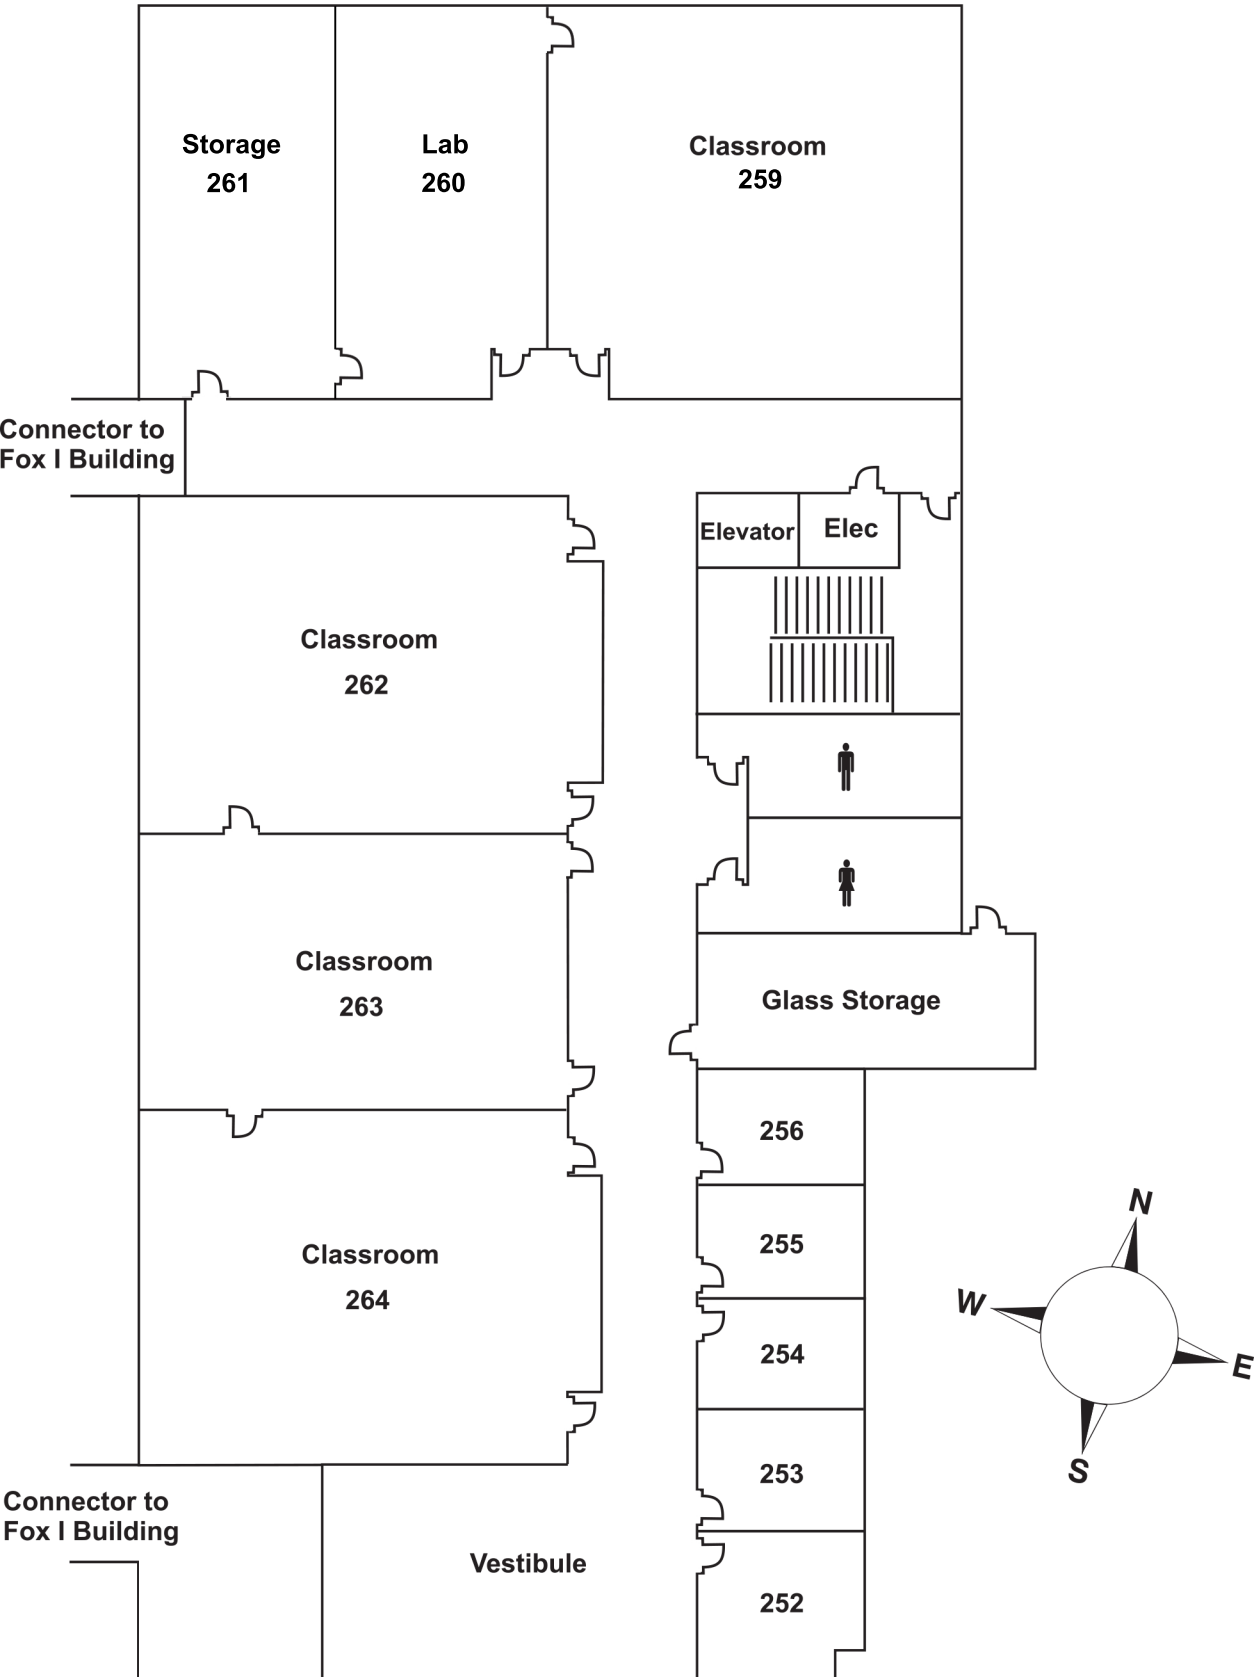 Storage
261
Lab
260
Classroom
259
Connector to
Fox I Building
Elevator
Elec
Classroom
262
Classroom
263
Glass Storage
256
255
Classroom
264
254
253
252
N
W
E
S
Connector to
Fox I Building
Vestibule